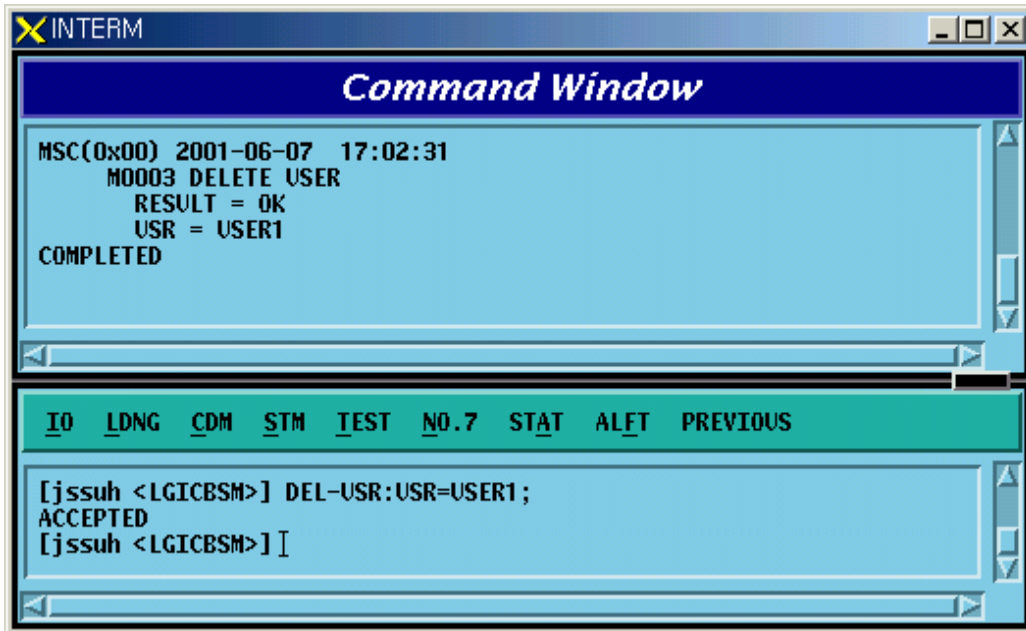 INTERM
Command Window
MSC(0x00) 2001-06-07 17:02:31
M0003 DELETE USER
RESULT = OK
USR = USER1
COMPLETED
IO LDNG CDM STM TEST NO.7 STAT ALFT PREVIOUS
[jssuh <LGICBSM>] DEL-USR:USR=USER1;
ACCEPTED
[jssuh <LGICBSM>]